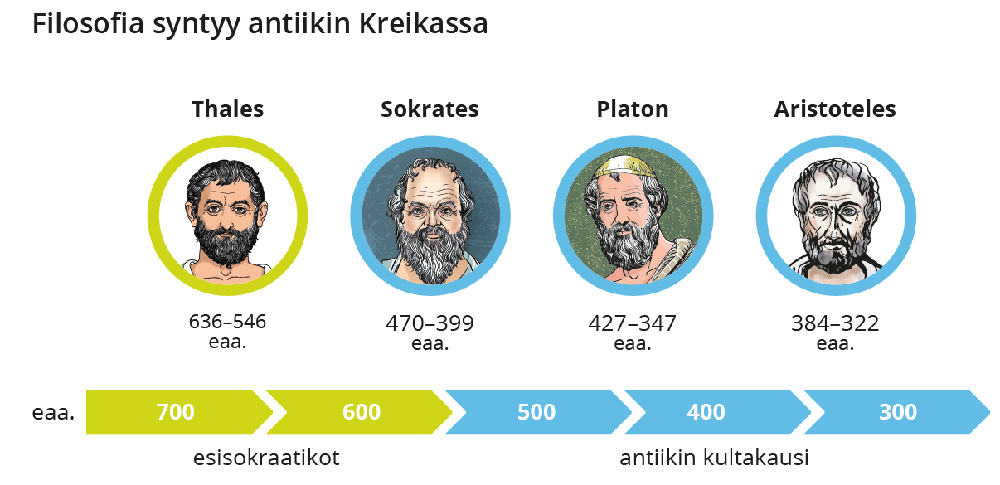 Filosofia syntyy antiikin Kreikassa
Thales
Sokrates
Platon
Aristoteles
636–546
eaa.
470–399
eaa.
427–347
eaa.
384–322
eaa.
eaa.
700
600
500
400
300
esisokraatikot
antiikin kultakausi